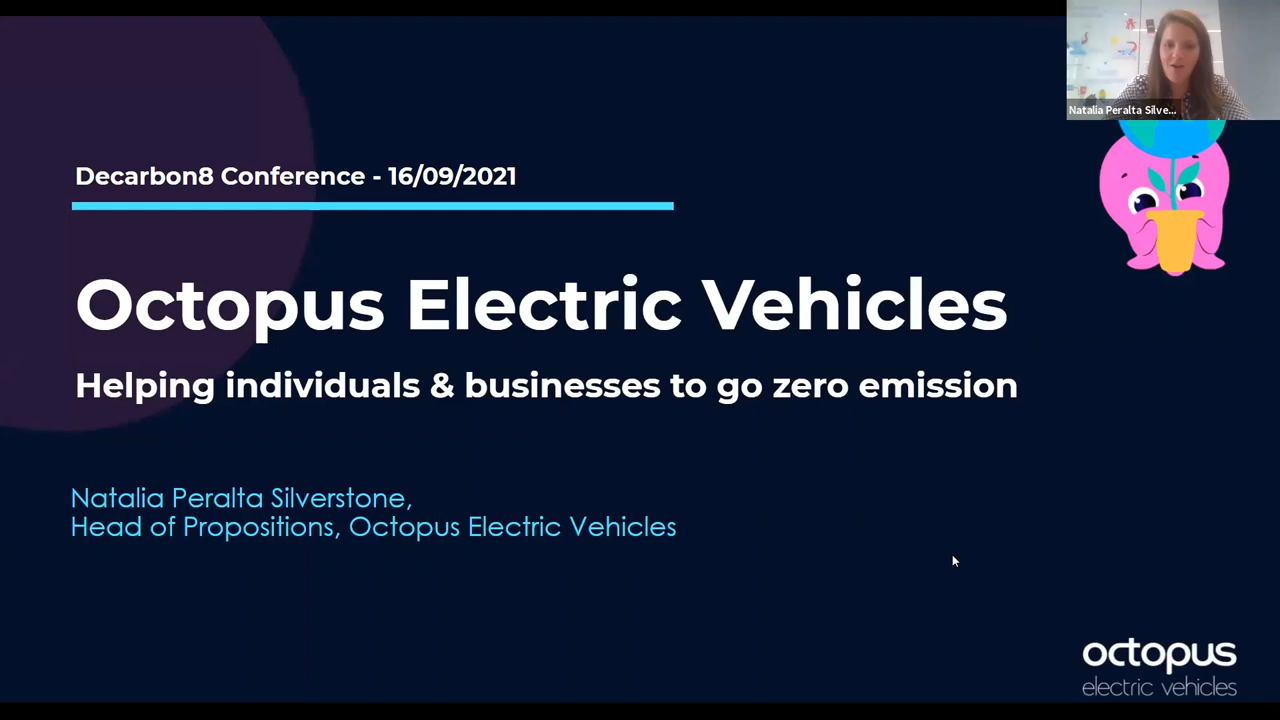 Natalia Peralta Silve...
Decarbon8 Conference - 16/09/2021
Octopus Electric Vehicles
Helping individuals & businesses to go zero emission
Natalia Peralta Silverstone,
Head of Propositions, Octopus Electric Vehicles
octopus
electric vehicles